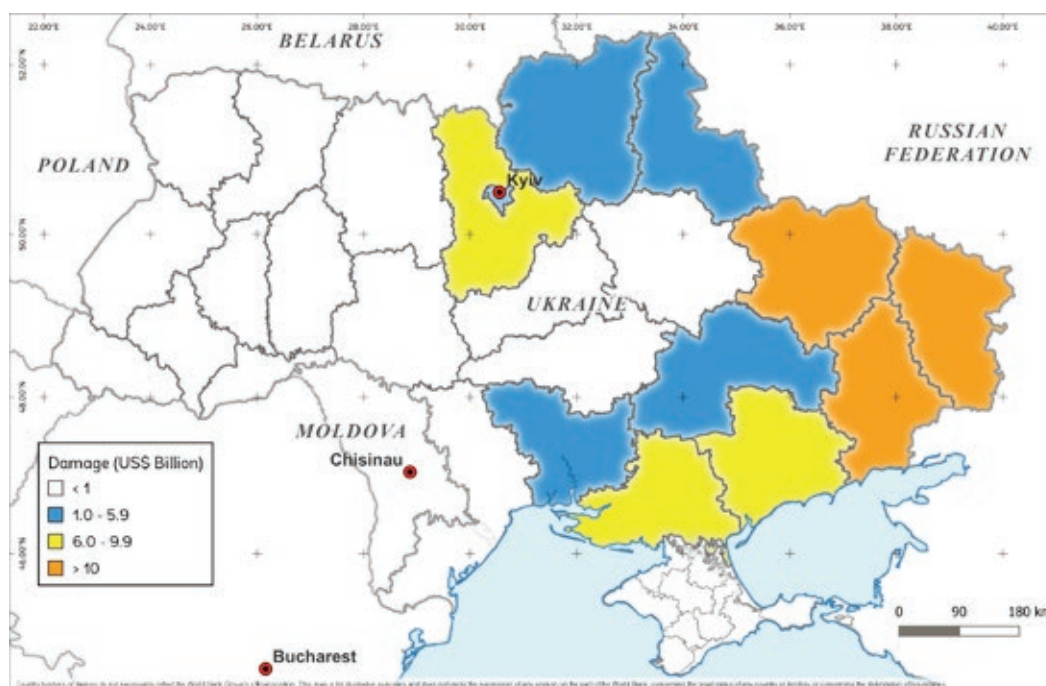 22.00°E 24.00°E 26.00°E 28.00°E 30.00°E 32.00°E 34.00°E 36.00°E 38.00°E 40.00°E
52.00°N
50.00°N
48.00°N
46.00°N
BELARUS
POLAND
RUSSIAN
FEDERATION
Kyiv
UKRAINE
MOLDOVA
Chisinau
Damage (US$ Billion)
< 1
1.0 - 5.9
6.0 - 9.9
> 10
0 90 180 km
Bucharest